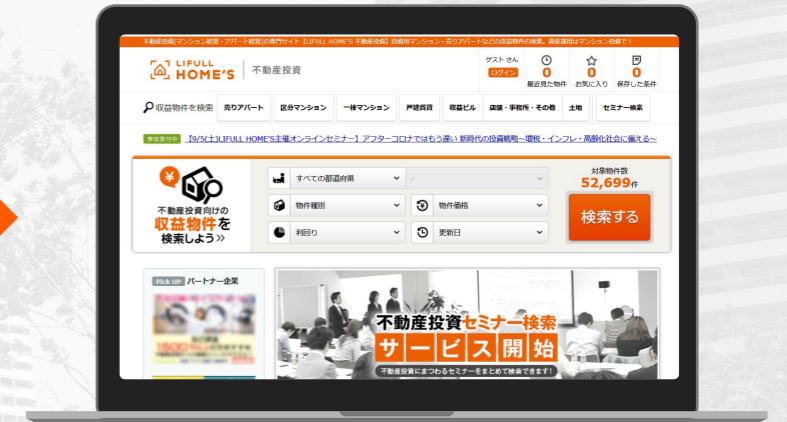 不動産投資[マンション経営・アパート経営]の専門サイト【LIFULL HOME'S 不動産投資】投資用マンション・売りアパートなどの収益物件の検索。資産運用はマンション投資で！
LIFULL HOME'S 不動産投資
ゲスト さん
ログイン
0
最近見た物件
0
お気に入り
0
保存した条件
収益物件を検索 売りアパート 区分マンション 一棟マンション 戸建賃貸 収益ビル 店舗・事務所・その他 土地 セミナー検索
参加受付中 【9/5(土)LIFULL HOME'S主催オンラインセミナー】アフターコロナではもう遅い 新時代の投資戦略～増税・インフレ・高齢化社会に備える～
不動産投資向けの
収益物件を
検索しよう
すべての都道府県 -
物件種別 物件価格
利回り 更新日
対象物件数
52,699件
検索する
Pick UP パートナー企業
不動産投資セミナー検索
サービス開始
不動産投資にまつわるセミナーをまとめて検索できます！